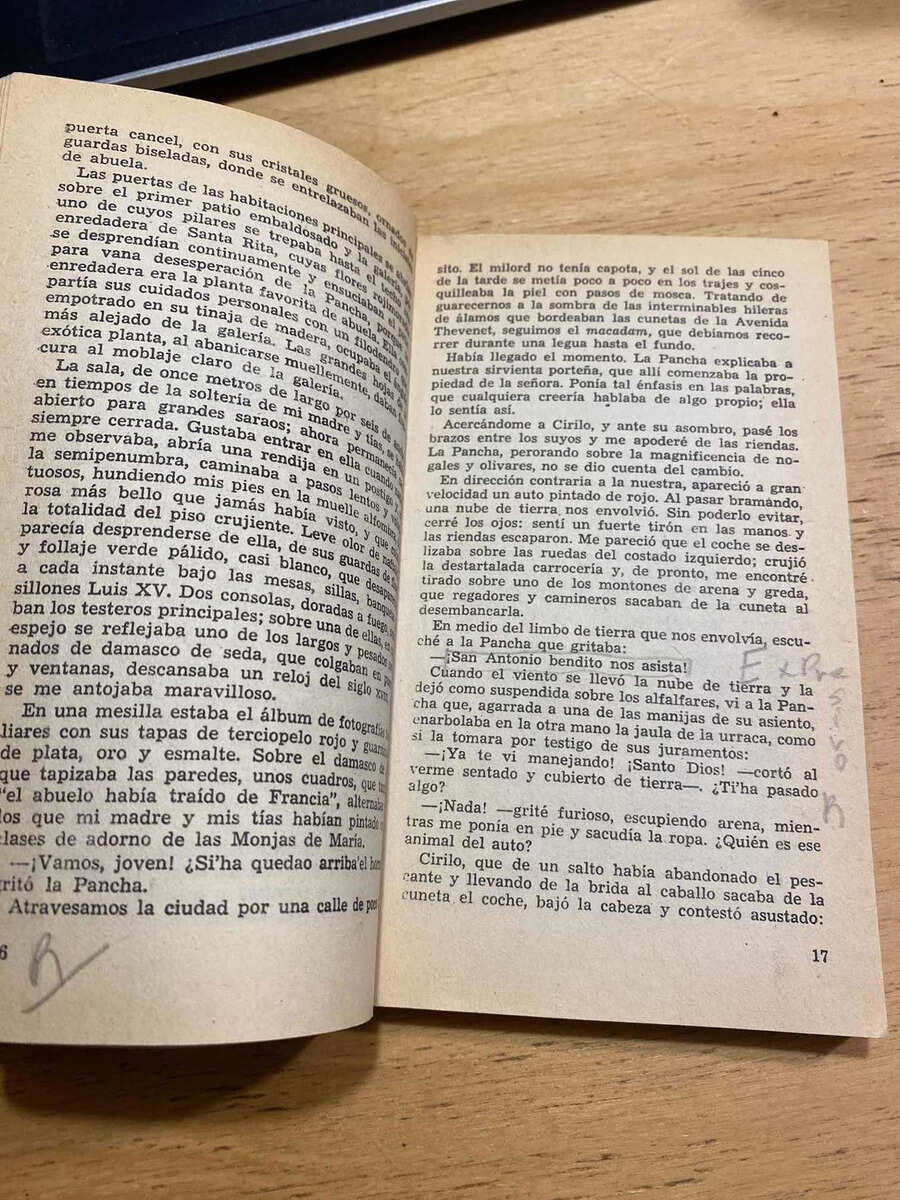 puerta cancel, con sus cristales gruesos, ornados
guardas biseladas, donde se entrelazaban las
de abuela.
Las puertas de las habitaciones principales se
sobre el primer patio embaldosado y la galería.
uno de cuyos pilares se trepaba hasta el techo
enredadera de Santa Rita, cuyas flores
se desprendían continuamente y ensuciaban el
para vana desesperación de la Pancha, porque
enredadera era la planta favorita de abuela. Ella
partía sus cuidados personales con un filodendro
empotrado en su tinaja de madera, ocupaba el
más alejado de la galería. Las grandes hojas
exótica planta, al abanicarse muellemente, daban
cura al moblaje claro de la galería.
La sala, de once metros de largo por seis de
en tiempos de la soltería de mi madre y tías, se
abierto para grandes saraos; ahora permanecía
siempre cerrada. Gustaba entrar en ella cuando
me observaba, abría una rendija en un postigo
la semipenumbra, caminaba a pasos lentos y
tuosos, hundiendo mis pies en la muelle alfombra,
rosa más bello que jamás había visto, y que
la totalidad del piso crujiente. Leve olor de
parecía desprenderse de ella, de sus guardas de
y follaje verde pálido, casi blanco, que
a cada instante bajo las mesas, sillas,
sillones Luis XV. Dos consolas, doradas a fuego,
ban los testeros principales; sobre una de ellas, en
espejo se reflejaba uno de los largos y pesados
nados de damasco de seda, que colgaban en
y ventanas, descansaba un reloj del siglo XVIII,
se me antojaba maravilloso.
En una mesilla estaba el álbum de fotografías
liares con sus tapas de terciopelo rojo y
de plata, oro y esmalte. Sobre el damasco de
que tapizaba las paredes, unos cuadros, que
"el abuelo había traído de Francia",
los que mi madre y mis tías habían pintado
clases de adorno de las Monjas de María.
—¡Vamos, joven! ¿Si'ha quedao arriba'el
ritó la Pancha.
Atravesamos la ciudad por una calle de
6
R
sito. El milord no tenía capota, y el sol de las cinco
de la tarde se metía poco a poco en los trajes y cos-
quilleaba la piel con pasos de mosca. Tratando de
guarecernos a la sombra de las interminables hileras
de álamos que bordeaban las cunetas de la Avenida
Thevenet, seguimos el macadam, que debíamos reco-
rrer durante una legua hasta el fundo.
Había llegado el momento. La Pancha explicaba a
nuestra sirvienta porteña, que allí comenzaba la pro-
piedad de la señora. Ponía tal énfasis en las palabras,
que cualquiera creería hablaba de algo propio; ella
lo sentía así.
Acercándome a Cirilo, y ante su asombro, pasé los
brazos entre los suyos y me apoderé de las riendas.
La Pancha, perorando sobre la magnificencia de no-
gales y olivares, no se dio cuenta del cambio.
En dirección contraria a la nuestra, apareció a gran
velocidad un auto pintado de rojo. Al pasar bramando,
una nube de tierra nos envolvió. Sin poderlo evitar,
cerré los ojos: sentí un fuerte tirón en las manos y
las riendas escaparon. Me pareció que el coche se des-
lizaba sobre las ruedas del costado izquierdo; crujió
la destartalada carrocería y, de pronto, me encontré
tirado sobre uno de los montones de arena y greda,
que regadores y camineros sacaban de la cuneta al
desembancarla.
En medio del limbo de tierra que nos envolvía, escu-
ché a la Pancha que gritaba:
—¡San Antonio bendito nos asista!
Cuando el viento se llevó la nube de tierra y la
dejó como suspendida sobre los alfalfares, vi a la Pan-
cha que, agarrada a una de las manijas de su asiento,
enarbolaba en la otra mano la jaula de la urraca, como
si la tomara por testigo de sus juramentos:
—¡Ya te vi manejando! ¡Santo Dios! —cortó al
verme sentado y cubierto de tierra—. ¿Ti'ha pasado
algo?
—¡Nada! —grité furioso, escupiendo arena, mien-
tras me ponía en pie y sacudía la ropa. ¿Quién es ese
animal del auto?
Cirilo, que de un salto había abandonado el pes-
cante y llevando de la brida al caballo sacaba de la
cuneta el coche, bajó la cabeza y contestó asustado:
17
Expresivo
R